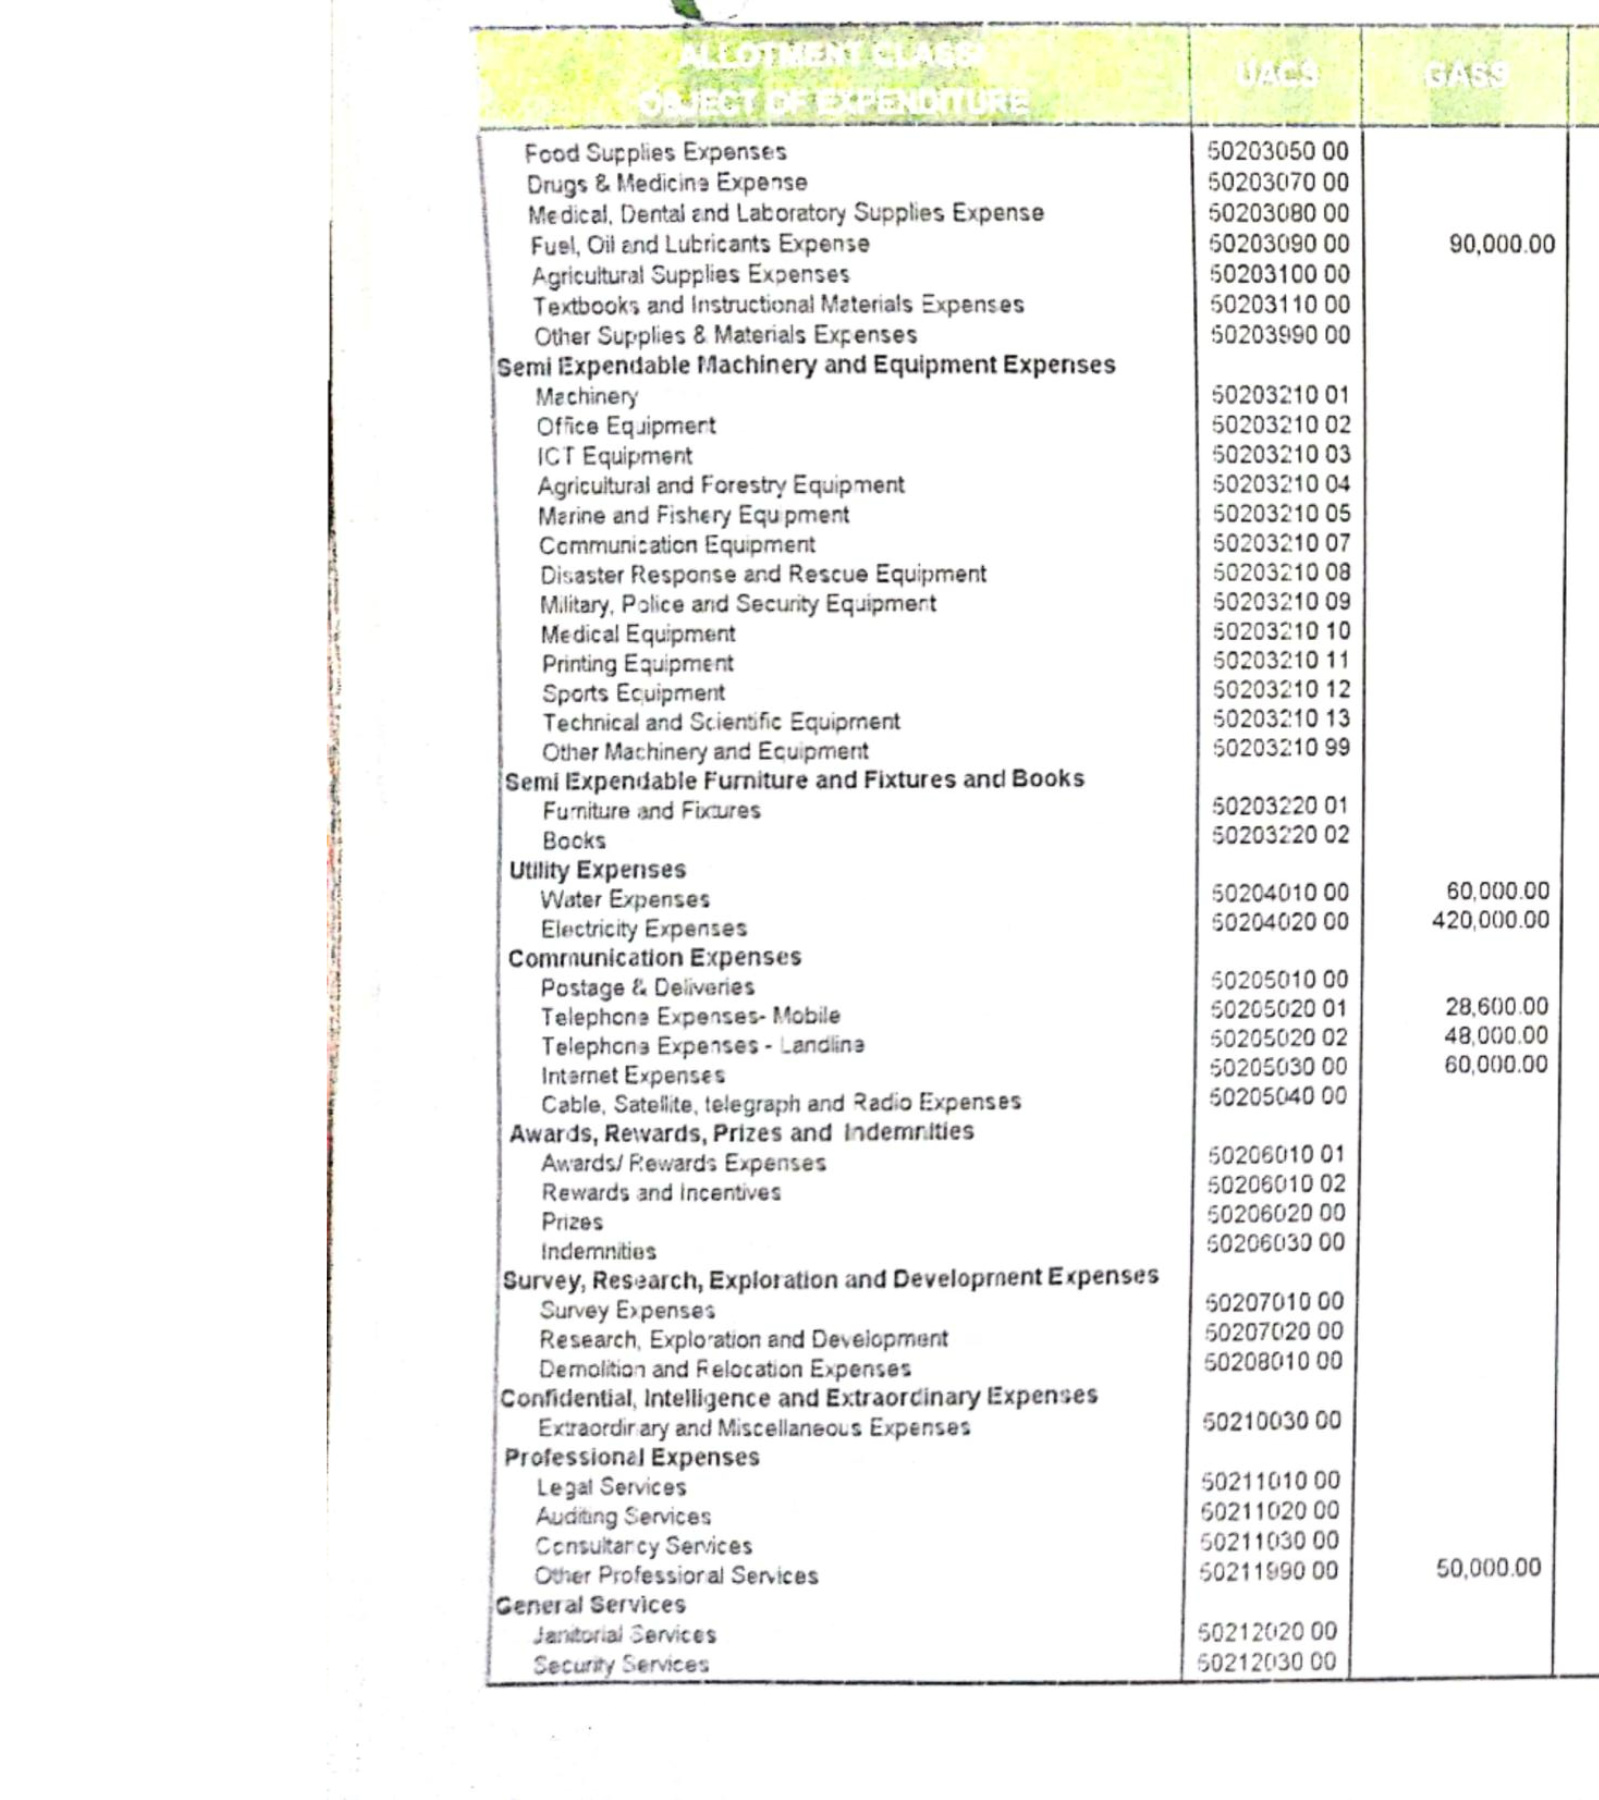 ALLOTMENT CLASS/
OBJECT OF EXPENDITURE UACS GASS
Food Supplies Expenses 50203050 00
Drugs & Medicine Expense 50203070 00
Medical, Dental and Laboratory Supplies Expense 50203080 00
Fuel, Oil and Lubricants Expense 50203090 00 90,000.00
Agricultural Supplies Expenses 50203100 00
Textbooks and Instructional Materials Expenses 50203110 00
Other Supplies & Materials Expenses 50203990 00
Semi Expendable Machinery and Equipment Expenses
Machinery 50203210 01
Office Equipment 50203210 02
ICT Equipment 50203210 03
Agricultural and Forestry Equipment 50203210 04
Marine and Fishery Equipment 50203210 05
Communication Equipment 50203210 07
Disaster Response and Rescue Equipment 50203210 08
Military, Police and Security Equipment 50203210 09
Medical Equipment 50203210 10
Printing Equipment 50203210 11
Sports Equipment 50203210 12
Technical and Scientific Equipment 50203210 13
Other Machinery and Equipment 50203210 99
Semi Expendable Furniture and Fixtures and Books
Furniture and Fixtures 50203220 01
Books 50203220 02
Utility Expenses
Water Expenses 50204010 00 60,000.00
Electricity Expenses 50204020 00 420,000.00
Communication Expenses
Postage & Deliveries 50205010 00
Telephone Expenses- Mobile 50205020 01 28,600.00
Telephone Expenses - Landline 50205020 02 48,000.00
Internet Expenses 50205030 00 60,000.00
Cable, Satellite, telegraph and Radio Expenses 50205040 00
Awards, Rewards, Prizes and Indemnities
Awards/ Rewards Expenses 50206010 01
Rewards and Incentives 50206010 02
Prizes 50206020 00
Indemnities 50206030 00
Survey, Research, Exploration and Development Expenses
Survey Expenses 50207010 00
Research, Exploration and Development 50207020 00
Demolition and Relocation Expenses 50208010 00
Confidential, Intelligence and Extraordinary Expenses
Extraordinary and Miscellaneous Expenses 50210030 00
Professional Expenses
Legal Services 50211010 00
Auditing Services 50211020 00
Consultancy Services 50211030 00
Other Professional Services 50211990 00 50,000.00
General Services
Janitorial Services 50212020 00
Security Services 50212030 00